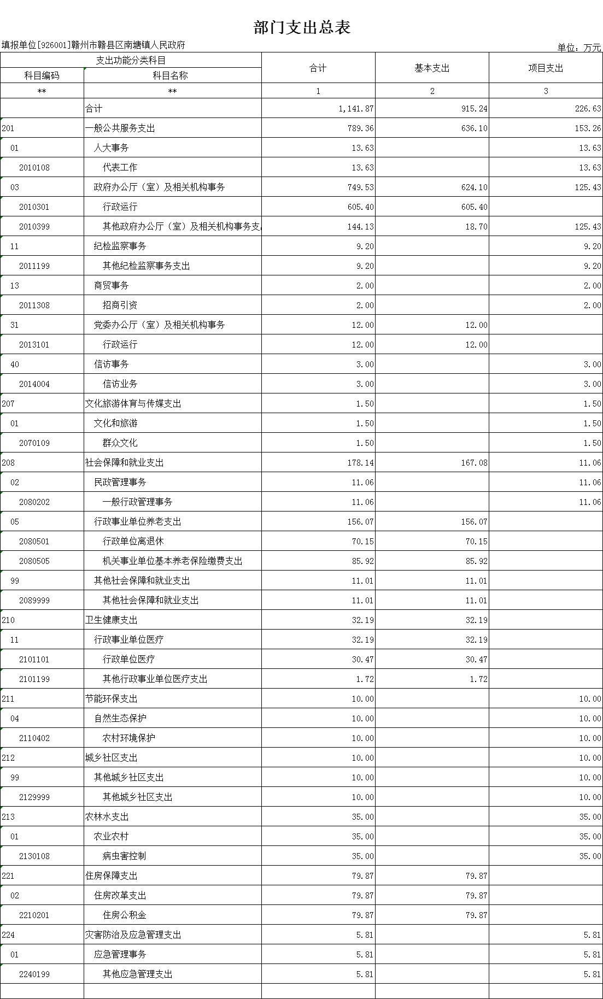 部门支出总表
填报单位[926001]赣州市赣县区南塘镇人民政府
单位：万元
支出功能分类科目 合计 基本支出 项目支出
科目编码 科目名称
** ** 1 2 3
合计 1,141.87 915.24 226.63
201 一般公共服务支出 789.36 636.10 153.26
01 人大事务 13.63 13.63
2010108 代表工作 13.63 13.63
03 政府办公厅（室）及相关机构事务 749.53 624.10 125.43
2010301 行政运行 605.40 605.40
2010399 其他政府办公厅（室）及相关机构事务支 144.13 18.70 125.43
11 纪检监察事务 9.20 9.20
2011199 其他纪检监察事务支出 9.20 9.20
13 商贸事务 2.00 2.00
2011308 招商引资 2.00 2.00
31 党委办公厅（室）及相关机构事务 12.00 12.00
2013101 行政运行 12.00 12.00
40 信访事务 3.00 3.00
2014004 信访业务 3.00 3.00
207 文化旅游体育与传媒支出 1.50 1.50
01 文化和旅游 1.50 1.50
2070109 群众文化 1.50 1.50
208 社会保障和就业支出 178.14 167.08 11.06
02 民政管理事务 11.06 11.06
2080202 一般行政管理事务 11.06 11.06
05 行政事业单位养老支出 156.07 156.07
2080501 行政单位离退休 70.15 70.15
2080505 机关事业单位基本养老保险缴费支出 85.92 85.92
99 其他社会保障和就业支出 11.01 11.01
2089999 其他社会保障和就业支出 11.01 11.01
210 卫生健康支出 32.19 32.19
11 行政事业单位医疗 32.19 32.19
2101101 行政单位医疗 30.47 30.47
2101199 其他行政事业单位医疗支出 1.72 1.72
211 节能环保支出 10.00 10.00
04 自然生态保护 10.00 10.00
2110402 农村环境保护 10.00 10.00
212 城乡社区支出 10.00 10.00
99 其他城乡社区支出 10.00 10.00
2129999 其他城乡社区支出 10.00 10.00
213 农林水支出 35.00 35.00
01 农业农村 35.00 35.00
2130108 病虫害控制 35.00 35.00
221 住房保障支出 79.87 79.87
02 住房改革支出 79.87 79.87
2210201 住房公积金 79.87 79.87
224 灾害防治及应急管理支出 5.81 5.81
01 应急管理事务 5.81 5.81
2240199 其他应急管理支出 5.81 5.81